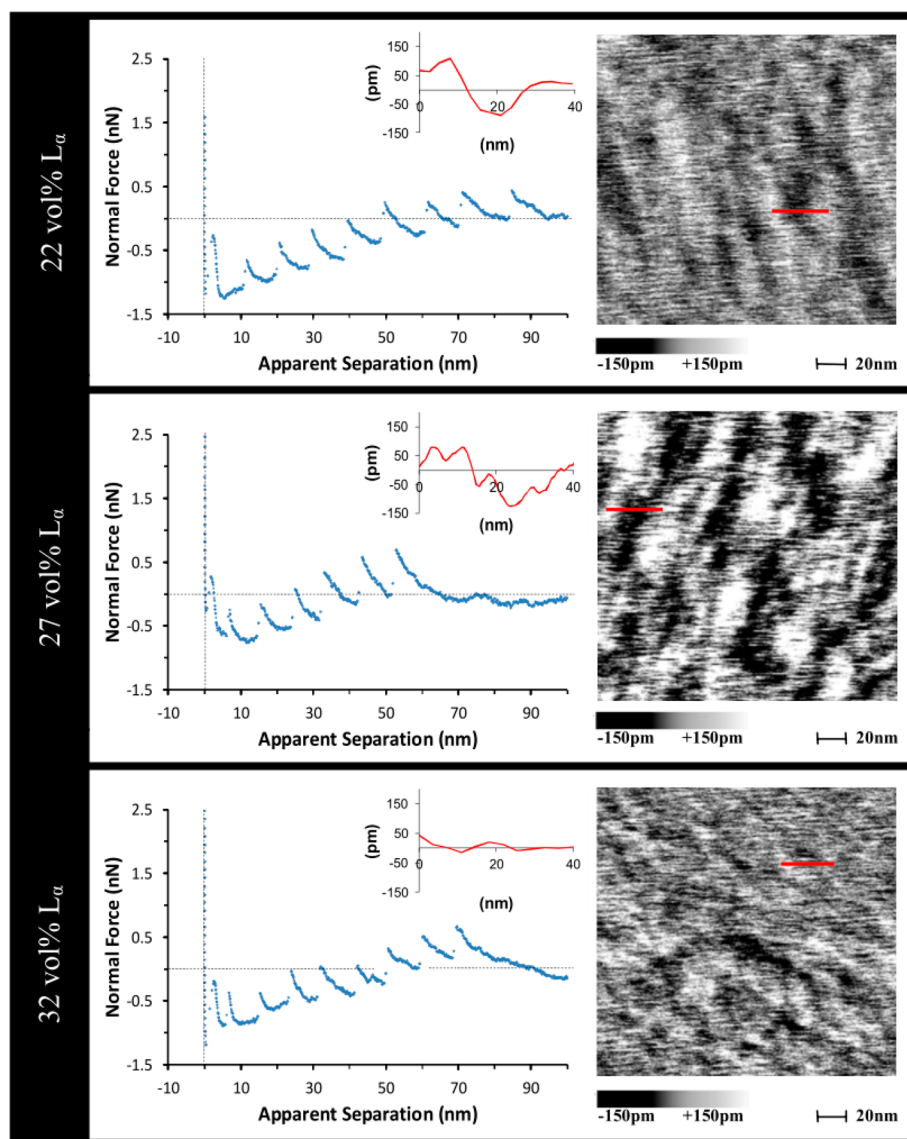 22 vol% Lα
Normal Force (nN)
2.5
1.5
0.5
-0.5
-1.5
-10 10 30 50 70 90
Apparent Separation (nm)
(pm)
150
50
-50
-150
0 20 40
(nm)
-150pm +150pm
20nm
27 vol% Lα
Normal Force (nN)
2.5
1.5
0.5
-0.5
-1.5
-10 10 30 50 70 90
Apparent Separation (nm)
(pm)
150
50
-50
-150
0 20 40
(nm)
-150pm +150pm
20nm
32 vol% Lα
Normal Force (nN)
2.5
1.5
0.5
-0.5
-1.5
-10 10 30 50 70 90
Apparent Separation (nm)
(pm)
150
50
-50
-150
0 20 40
(nm)
-150pm +150pm
20nm